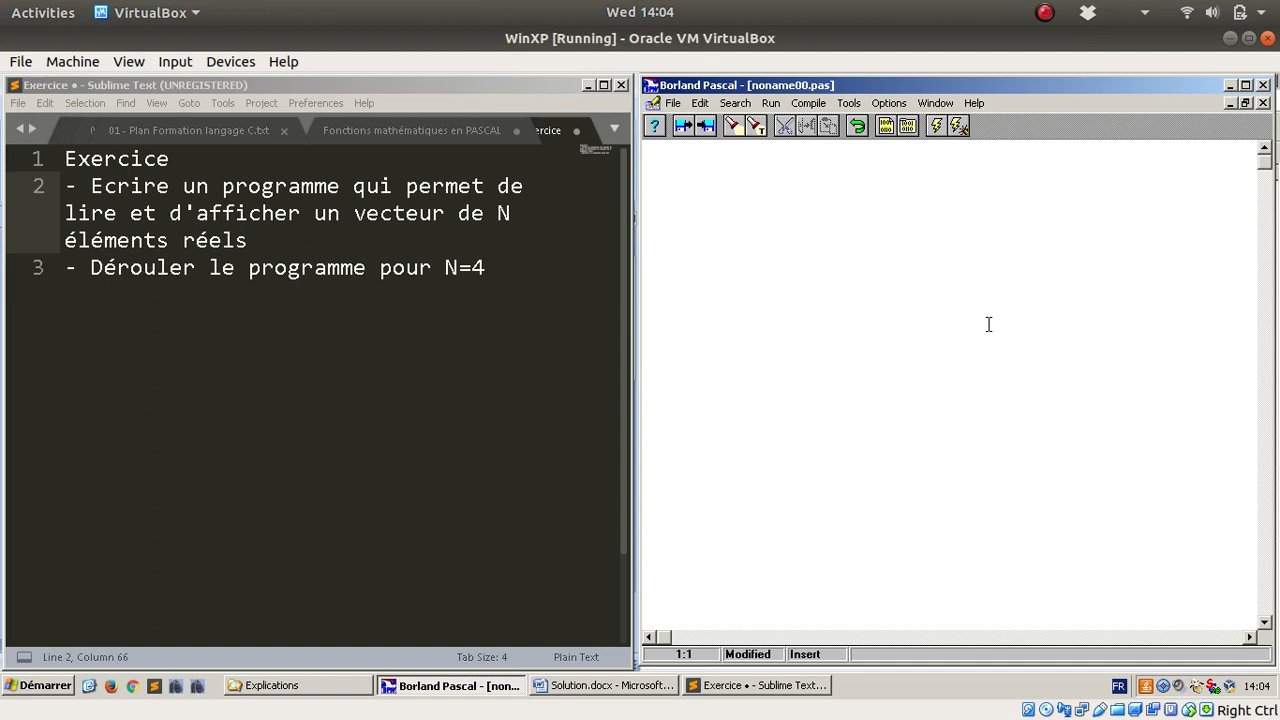 Activities VirtualBox Wed 14:04
WinXP [Running] - Oracle VM VirtualBox
File Machine View Input Devices Help
Exercice • - Sublime Text (UNREGISTERED)
File Edit Selection Find View Goto Tools Project Preferences Help
01 - Plan Formation langage C.txt Fonctions mathématiques en PASCAL ercice
1 Exercice
2 - Ecrire un programme qui permet de
lire et d'afficher un vecteur de N
éléments réels
3 - Dérouler le programme pour N=4
Line 2, Column 66 Tab Size: 4 Plain Text
Borland Pascal - [noname00.pas]
File Edit Search Run Compile Tools Options Window Help
1:1 Modified Insert
Démarrer Explications Borland Pascal - [non... Solution.docx - Microsoft... Exercice • - Sublime Text... FR 14:04
Right Ctrl